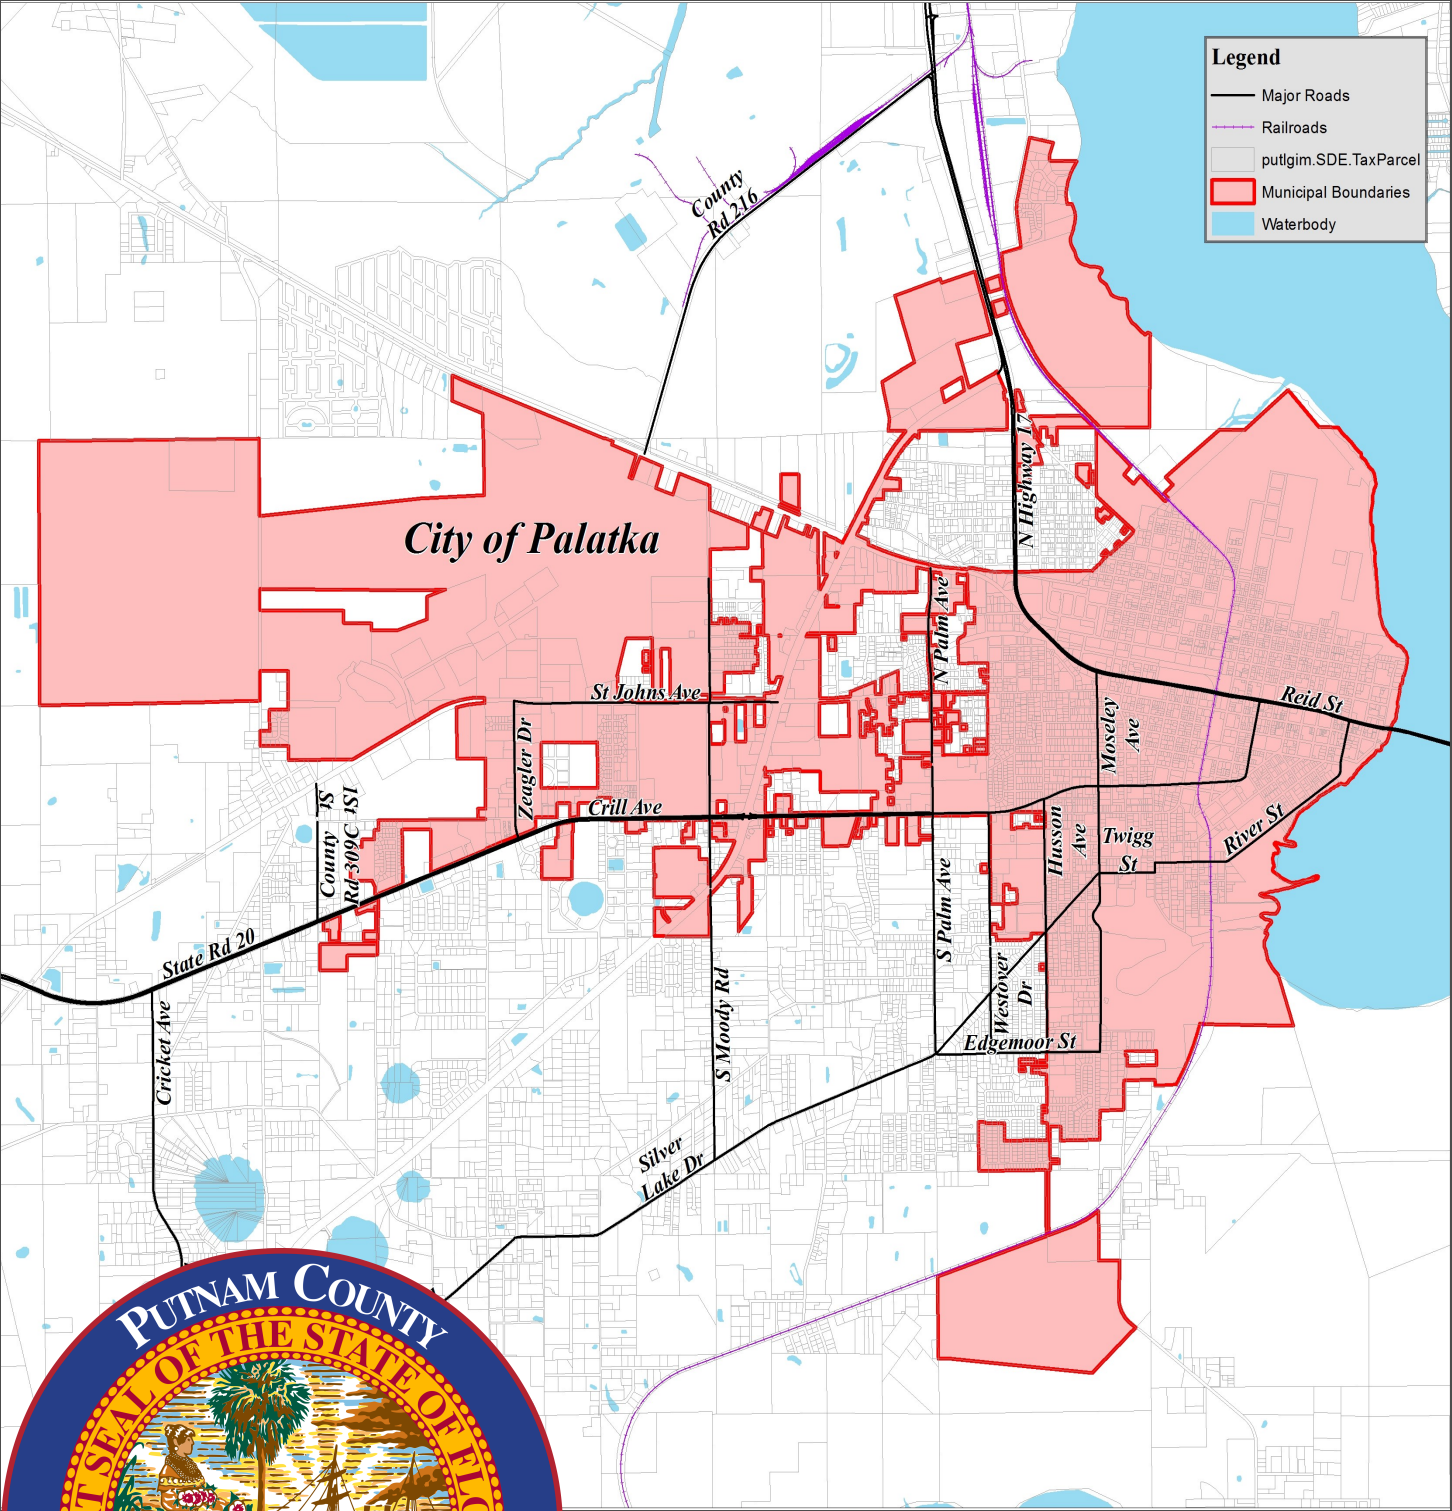 Legend
Major Roads
Railroads
putlgim.SDE.TaxParcel
Municipal Boundaries
Waterbody
County
Rd 216
N Highway 17
City of Palatka
N Palm Ave
St Johns Ave
Reid St
Moseley
Ave
Zeagler Dr
Crill Ave
County
Rd 309C
1St
St
Husson
Ave
Twigg
St
River St
S Palm Ave
State Rd 20
Westover
Dr
S Moody Rd
Cricket Ave
Edgemoor St
Silver
Lake Dr
PUTNAM COUNTY
T SEAL OF THE STATE OF FLO